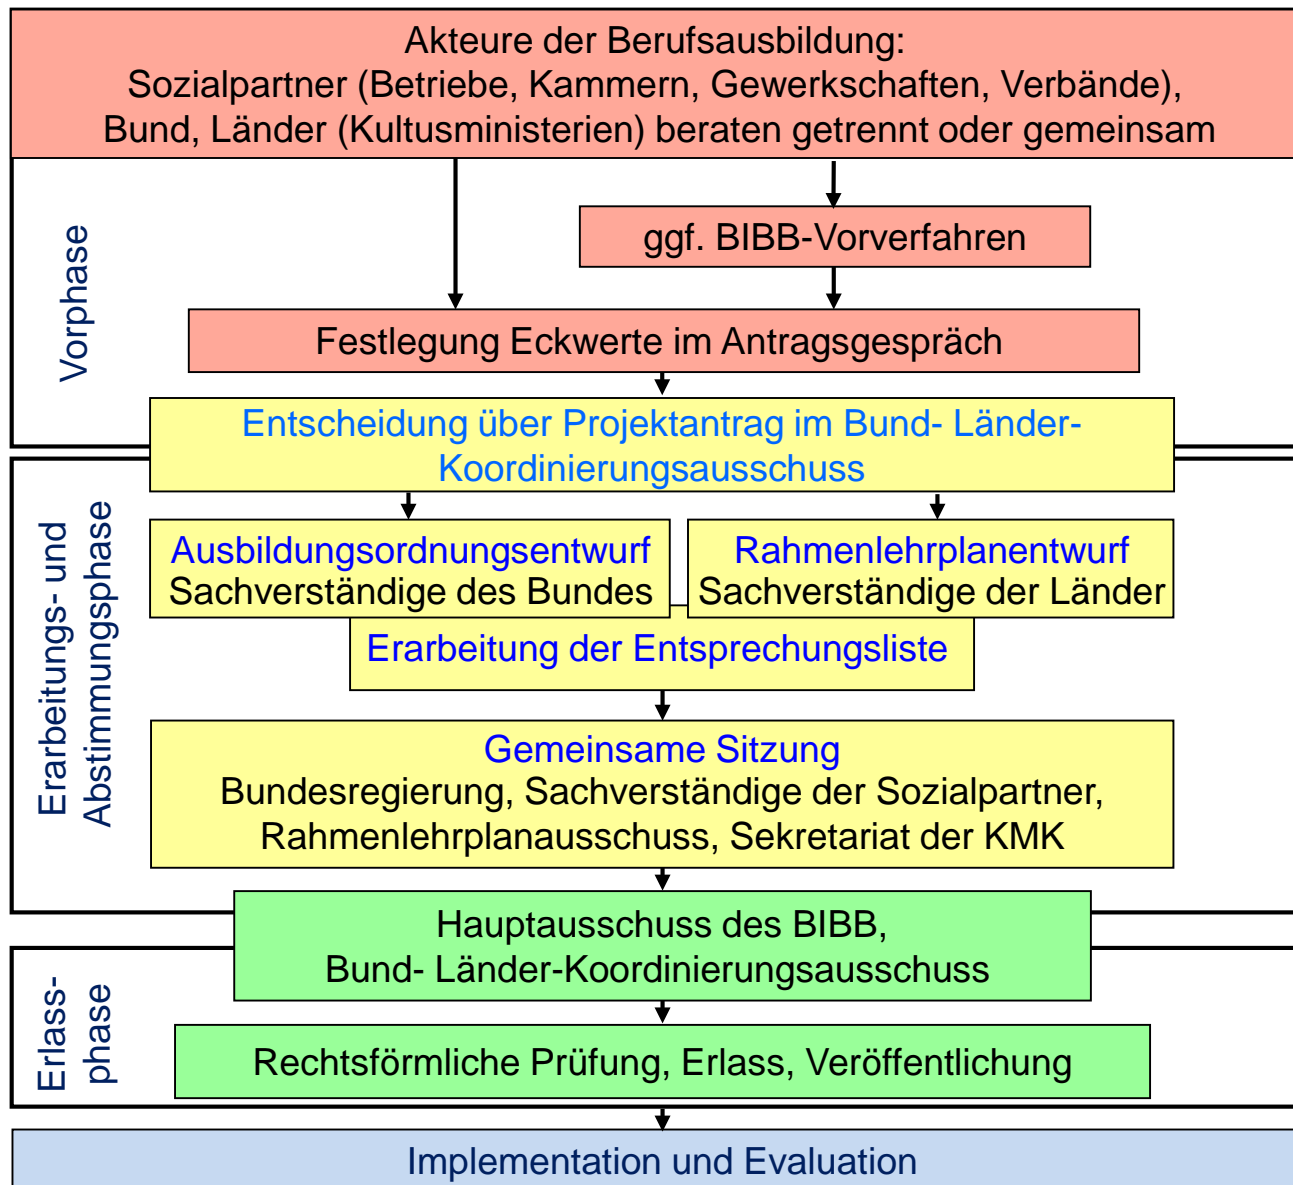 Akteure der Berufsausbildung:
Sozialpartner (Betriebe, Kammern, Gewerkschaften, Verbände),
Bund, Länder (Kultusministerien) beraten getrennt oder gemeinsam
Vorphase
ggf. BIBB-Vorverfahren
Festlegung Eckwerte im Antragsgespräch
Entscheidung über Projektantrag im Bund- Länder-
Koordinierungsausschuss
Erarbeitungs- und
Abstimmungsphase
Ausbildungsordnungsentwurf
Sachverständige des Bundes
Rahmenlehrplanentwurf
Sachverständige der Länder
Erarbeitung der Entsprechungsliste
Gemeinsame Sitzung
Bundesregierung, Sachverständige der Sozialpartner,
Rahmenlehrplanausschuss, Sekretariat der KMK
Hauptausschuss des BIBB,
Bund- Länder-Koordinierungsausschuss
Erlass-
phase
Rechtsförmliche Prüfung, Erlass, Veröffentlichung
Implementation und Evaluation